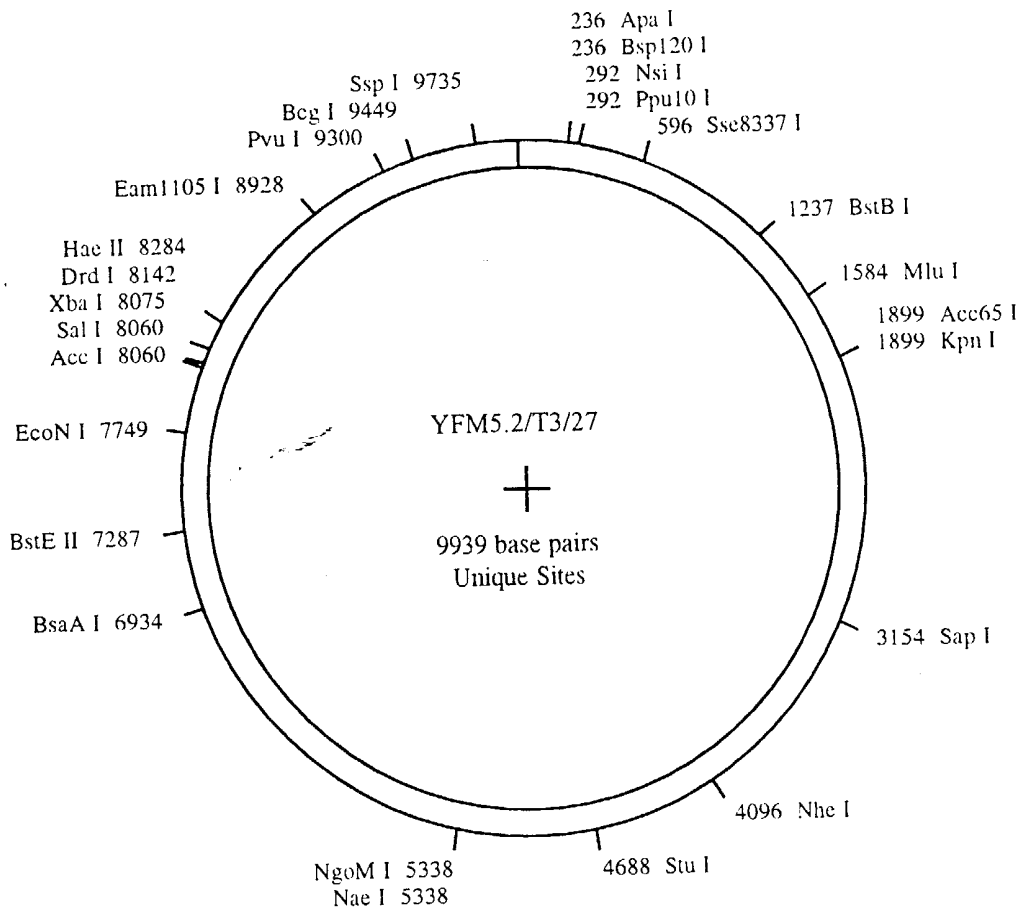 236 Apa I
236 Bsp120 I
292 Nsi I
292 Ppu10 I
596 Sse8337 I
1237 BstB I
1584 Mlu I
1899 Acc65 I
1899 Kpn I
3154 Sap I
4096 Nhe I
4688 Stu I
NgoM I 5338
Nae I 5338
BsaA I 6934
BstE II 7287
EcoN I 7749
Acc I 8060
Sal I 8060
Xba I 8075
Drd I 8142
Hae II 8284
Eam1105 I 8928
Pvu I 9300
Bcg I 9449
Ssp I 9735
YFM5.2/T3/27
9939 base pairs
Unique Sites